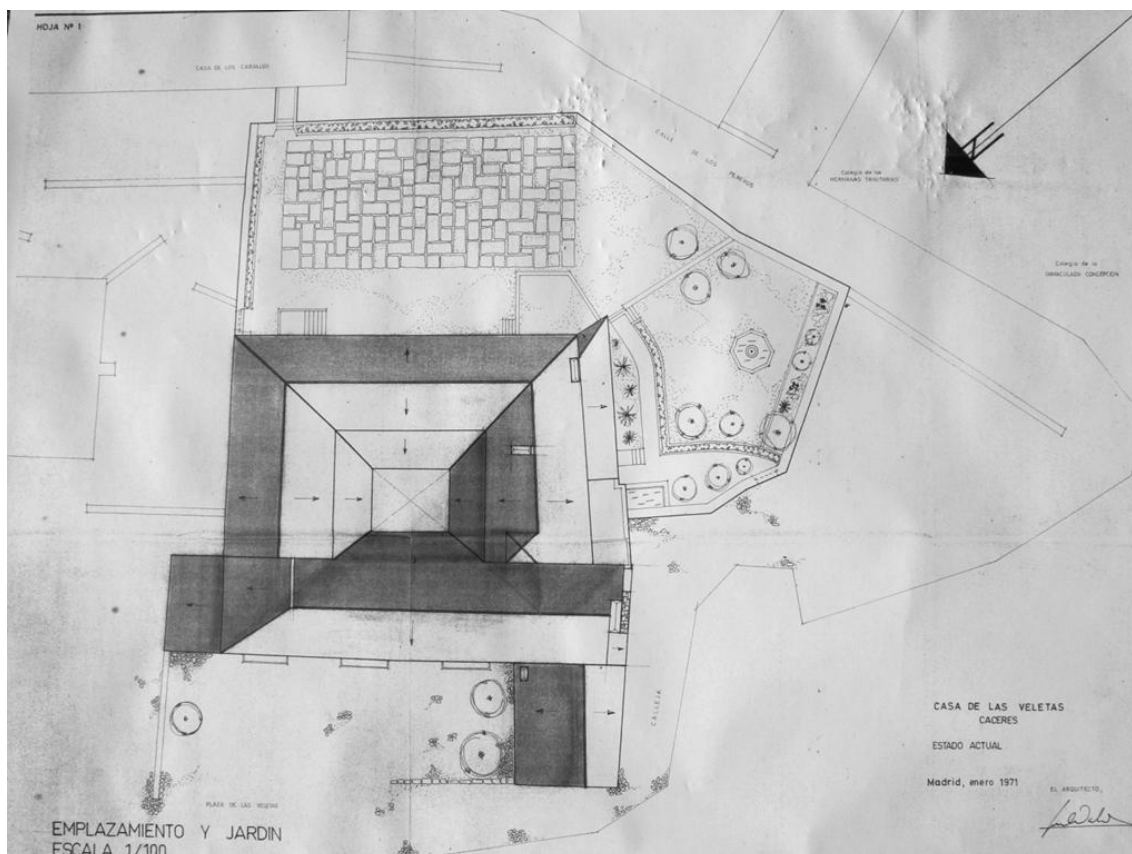 HOJA Nº 1
CASA DE LOS CABALLOS
CALLE DE LOS PEREROS
Colegio de las
HERMANAS TRINITARIAS
Colegio de la
INMACULADA CONCEPCION
CALLEJA
PLAZA DE LAS VELETAS
CASA DE LAS VELETAS
CACERES
ESTADO ACTUAL
Madrid, enero 1971
EL ARQUITECTO,
EMPLAZAMIENTO Y JARDIN
ESCALA 1/100